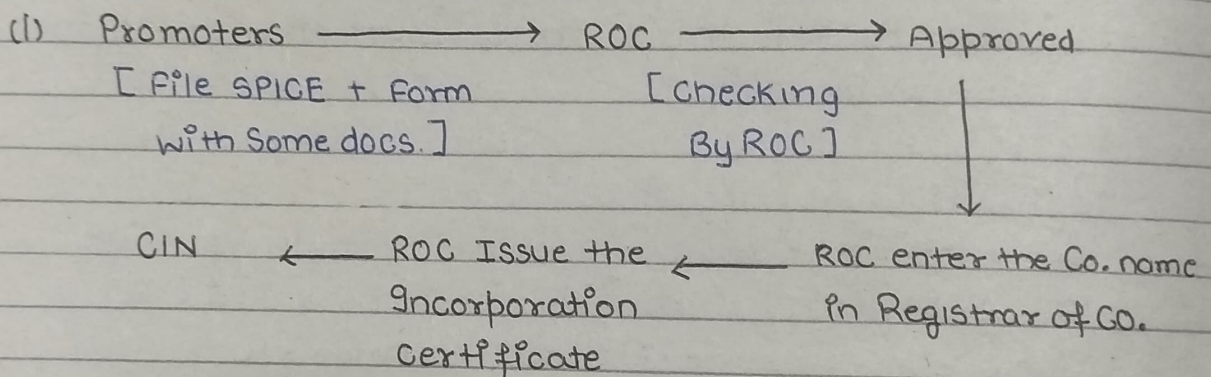 (1) Promoters → ROC → Approved
[File SPICE + Form [Checking
with Some docs.] By ROC]
CIN ← ROC Issue the ← ROC enter the Co. name
Incorporation in Registrar of CO.
certificate